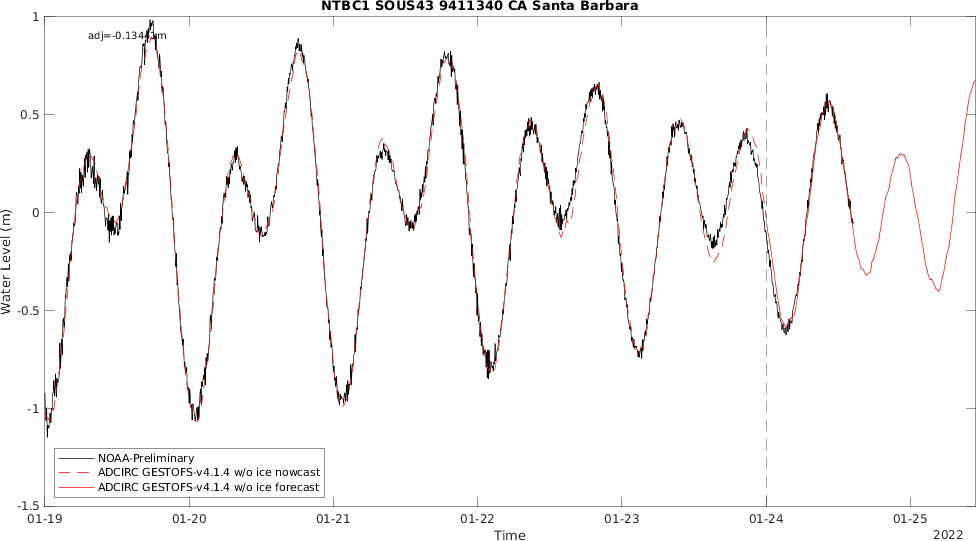 NTBC1 SOUS43 9411340 CA Santa Barbara
1
adj=-0.1344 m
0.5
0
-0.5
-1
-1.5
Water Level (m)
NOAA-Preliminary
ADCIRC GESTOFS-v4.1.4 w/o ice nowcast
ADCIRC GESTOFS-v4.1.4 w/o ice forecast
01-19 01-20 01-21 01-22 01-23 01-24 01-25
Time
2022